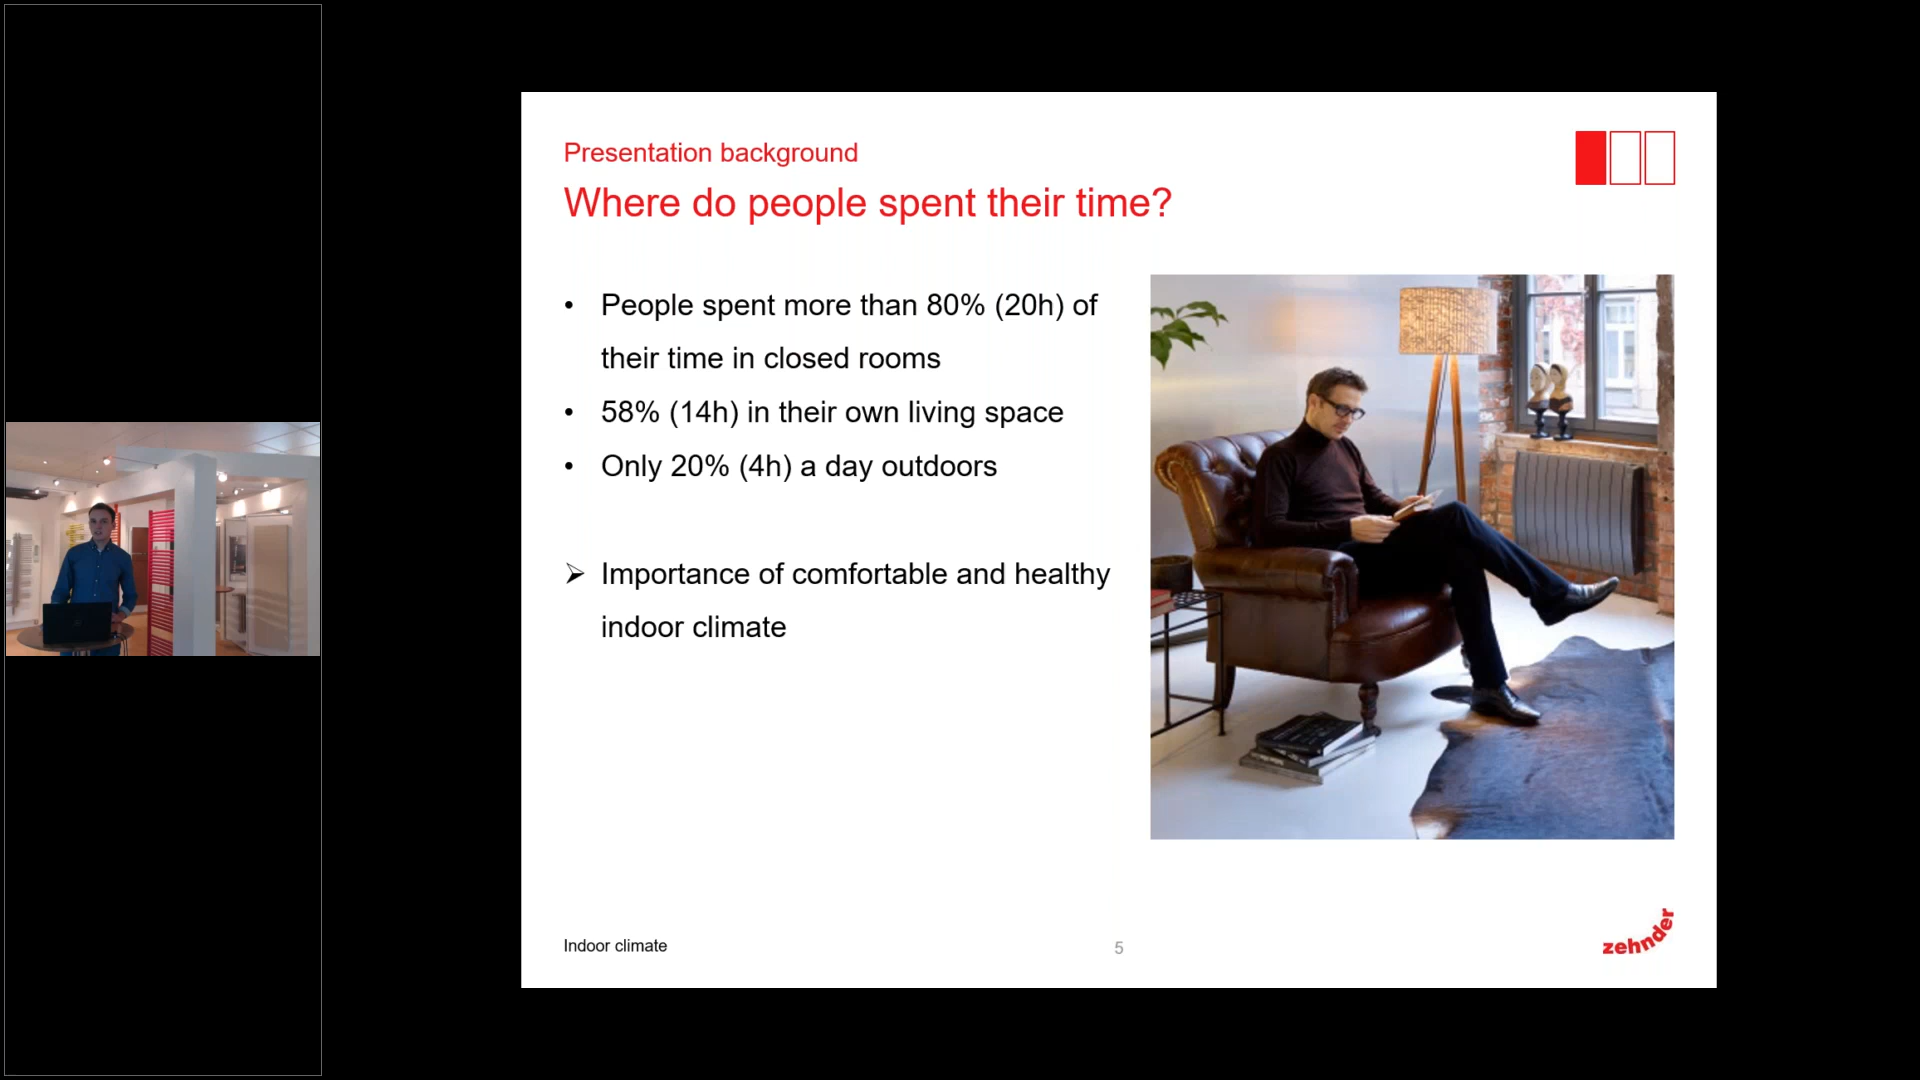 Presentation background
Where do people spent their time?
• People spent more than 80% (20h) of
their time in closed rooms
• 58% (14h) in their own living space
• Only 20% (4h) a day outdoors
➢ Importance of comfortable and healthy
indoor climate
Indoor climate
5
zehnder